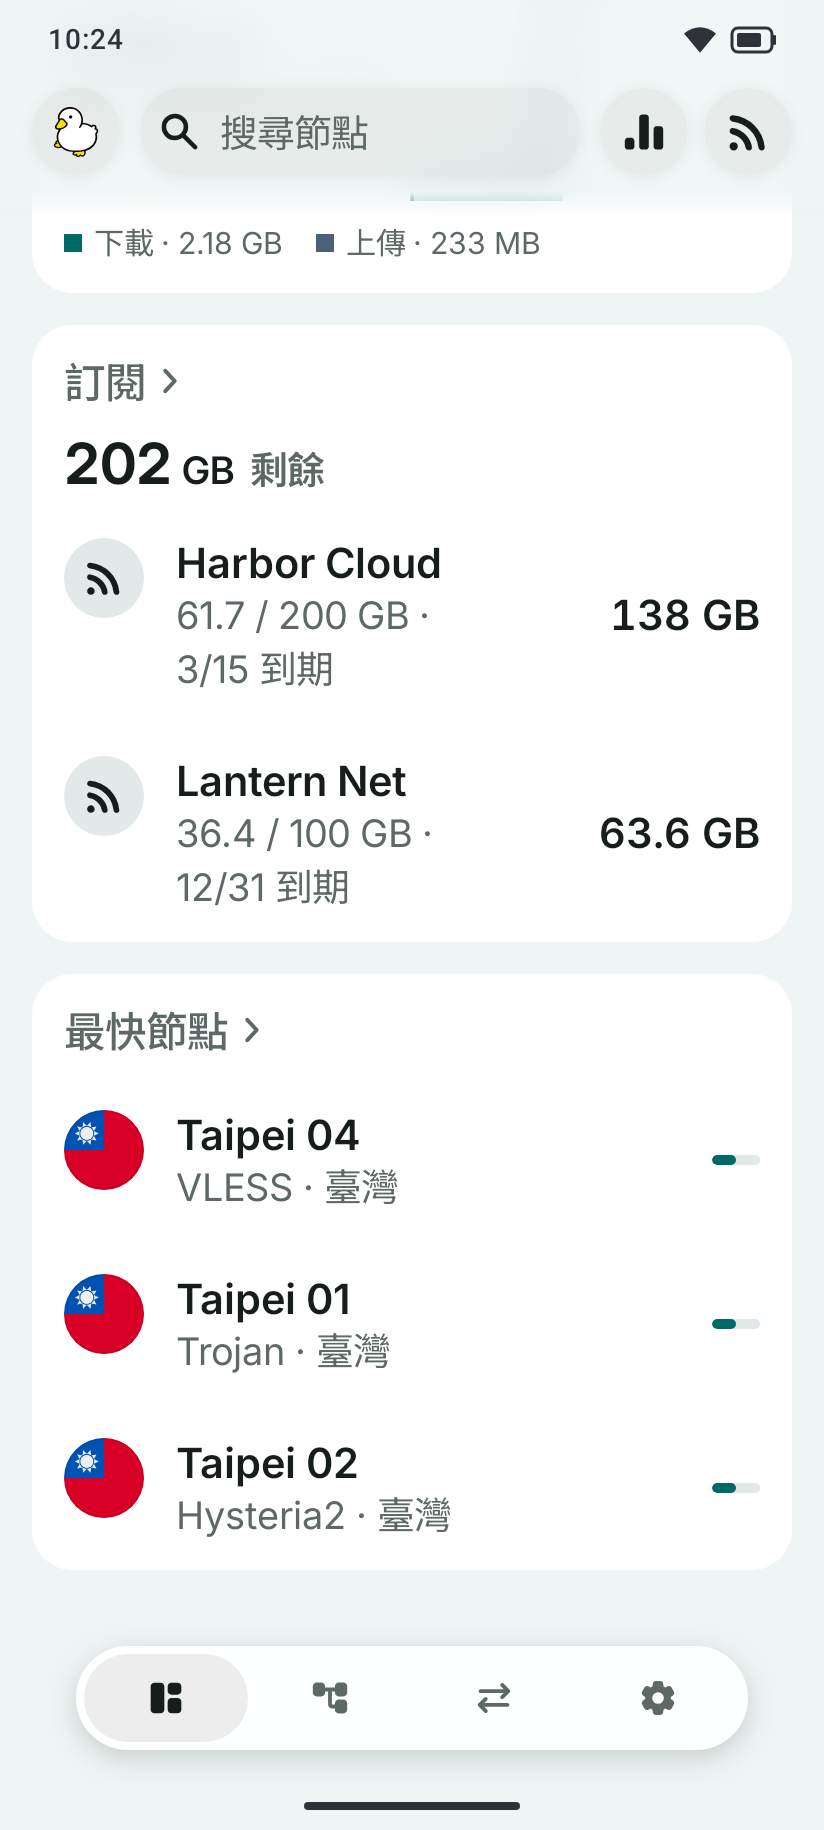 10:24
搜尋節點
下載 · 2.18 GB
上傳 · 233 MB
訂閱
202 GB 剩餘
Harbor Cloud
61.7 / 200 GB ·
3/15 到期
138 GB
Lantern Net
36.4 / 100 GB ·
12/31 到期
63.6 GB
最快節點
Taipei 04
VLESS · 臺灣
Taipei 01
Trojan · 臺灣
Taipei 02
Hysteria2 · 臺灣